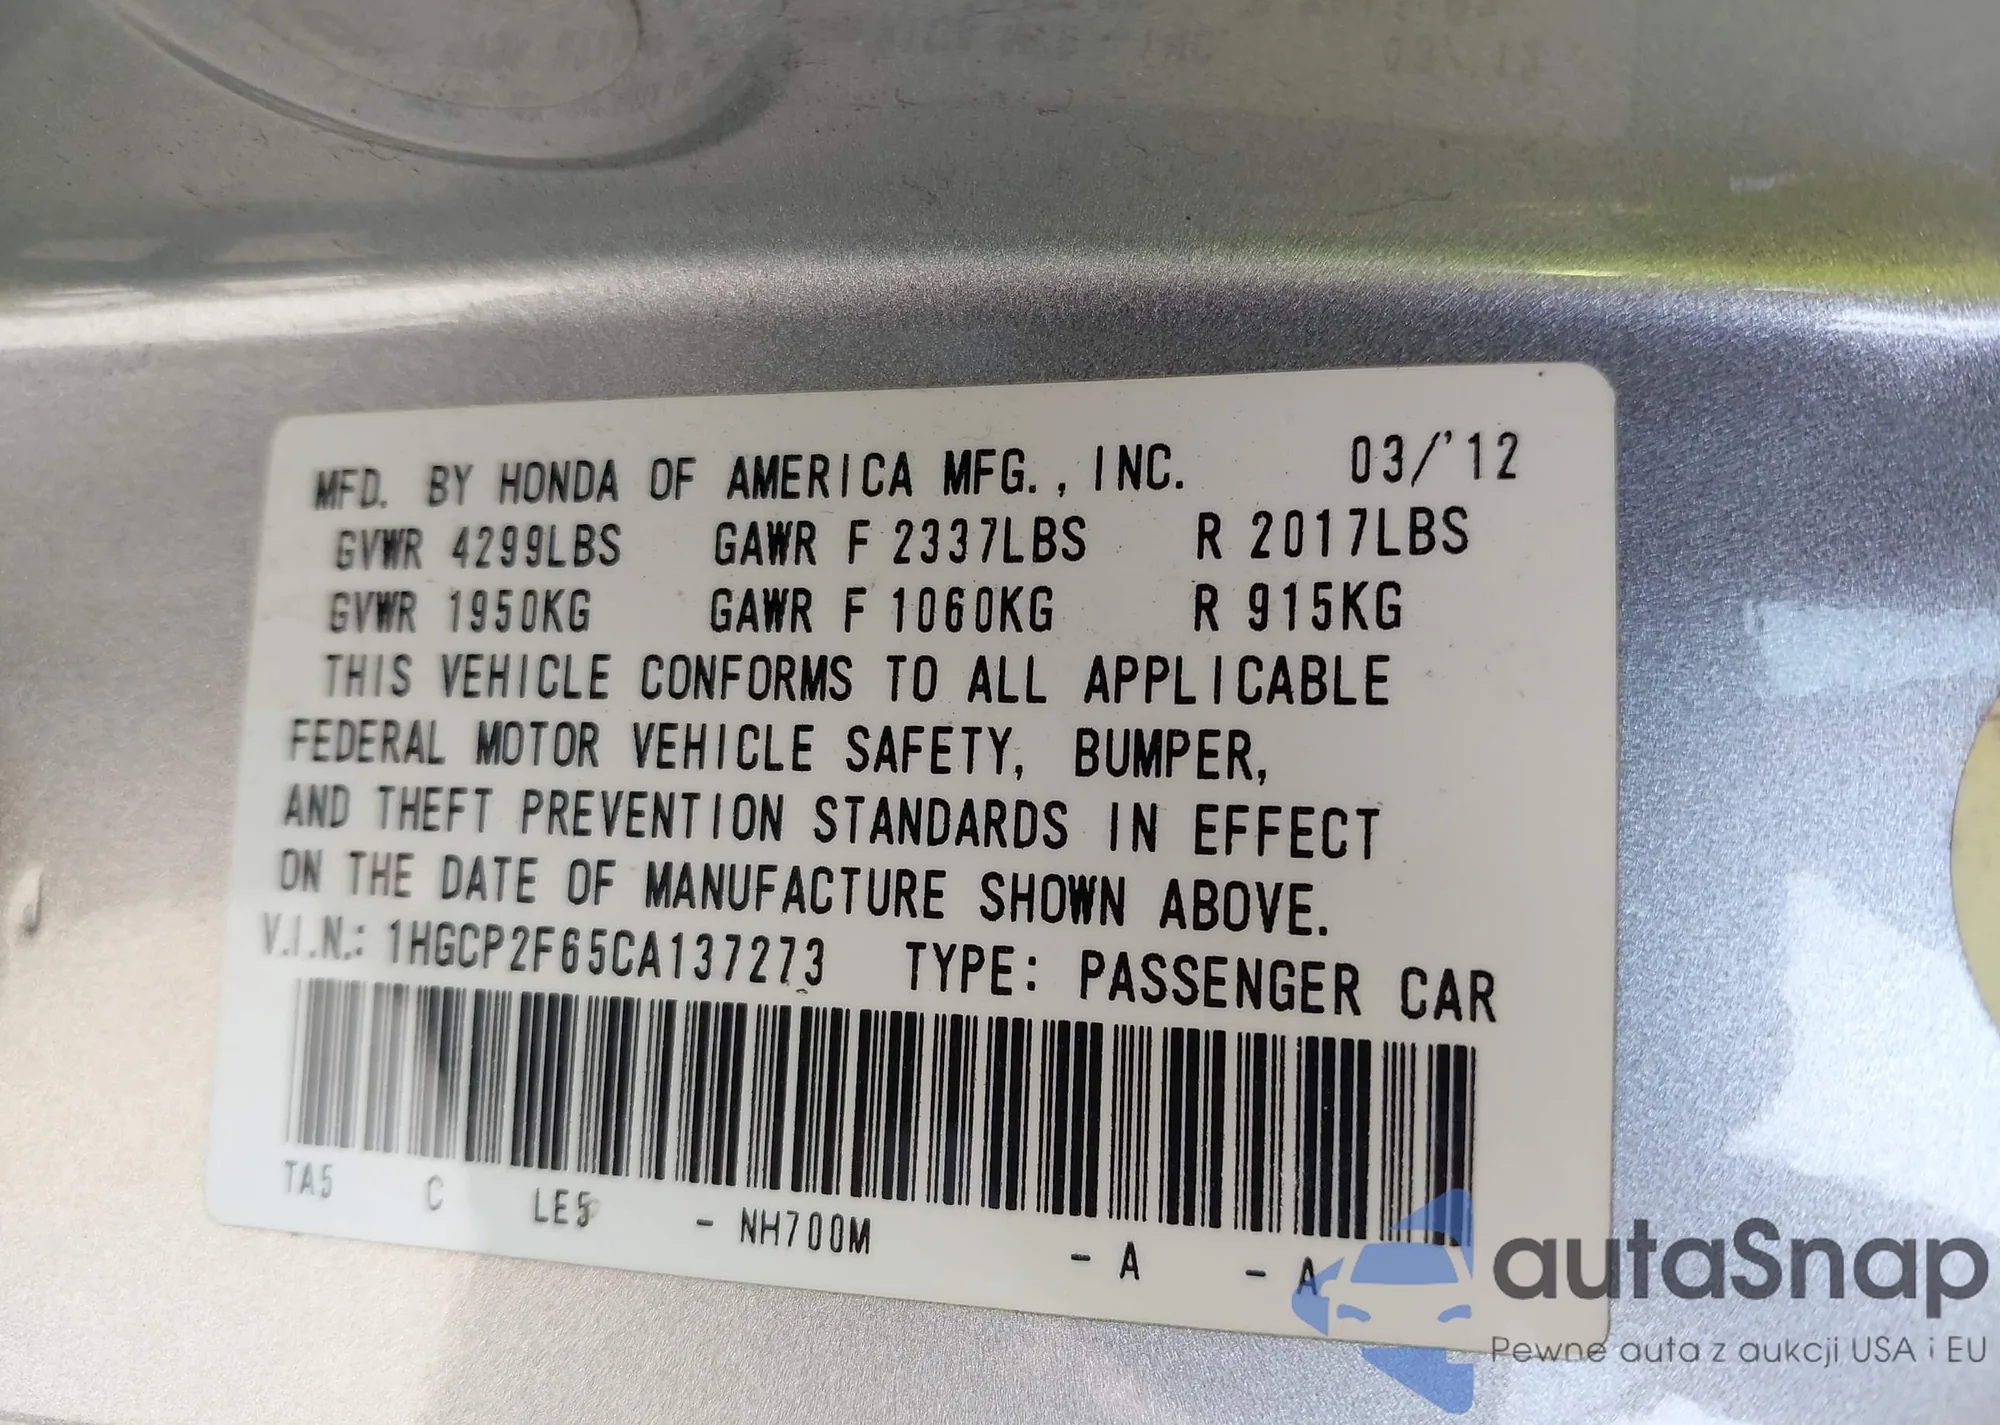 MFD. BY HONDA OF AMERICA MFG., INC. 03/'12
GVWR 4299LBS GAWR F 2337LBS R 2017LBS
GVWR 1950KG GAWR F 1060KG R 915KG
THIS VEHICLE CONFORMS TO ALL APPLICABLE
FEDERAL MOTOR VEHICLE SAFETY, BUMPER,
AND THEFT PREVENTION STANDARDS IN EFFECT
ON THE DATE OF MANUFACTURE SHOWN ABOVE.
V.I.N.: 1HGCP2F65CA137273 TYPE: PASSENGER CAR
TA5 C LE5 - NH700M - A - A
autaSnap
Pewne auta z aukcji USA i EU